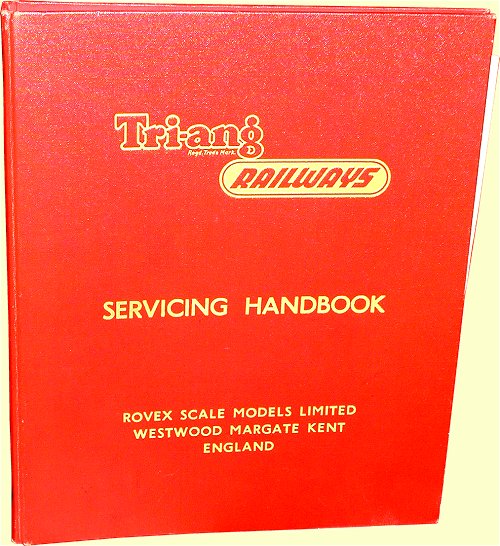 Tri-ang
Regd. Trade Mark.
RAILWAYS
SERVICING HANDBOOK
ROVEX SCALE MODELS LIMITED
WESTWOOD MARGATE KENT
ENGLAND